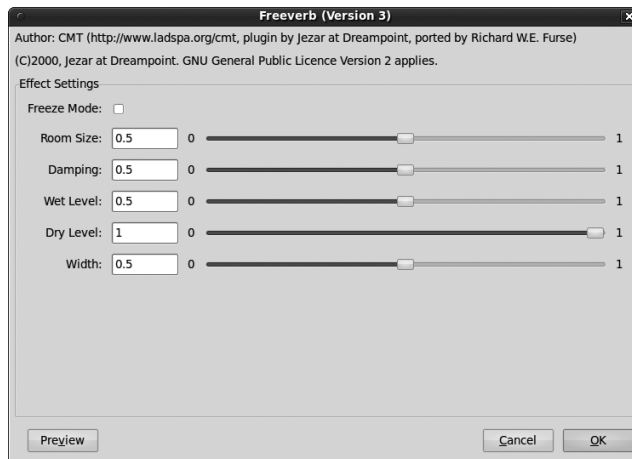 Freeverb (Version 3)
Author: CMT (http://www.ladspa.org/cmt, plugin by Jezar at Dreampoint, ported by Richard W.E. Furse)
(C)2000, Jezar at Dreampoint. GNU General Public Licence Version 2 applies.
Effect Settings
Freeze Mode:
Room Size: 0.5 0 1
Damping: 0.5 0 1
Wet Level: 0.5 0 1
Dry Level: 1 0 1
Width: 0.5 0 1
Preview Cancel OK